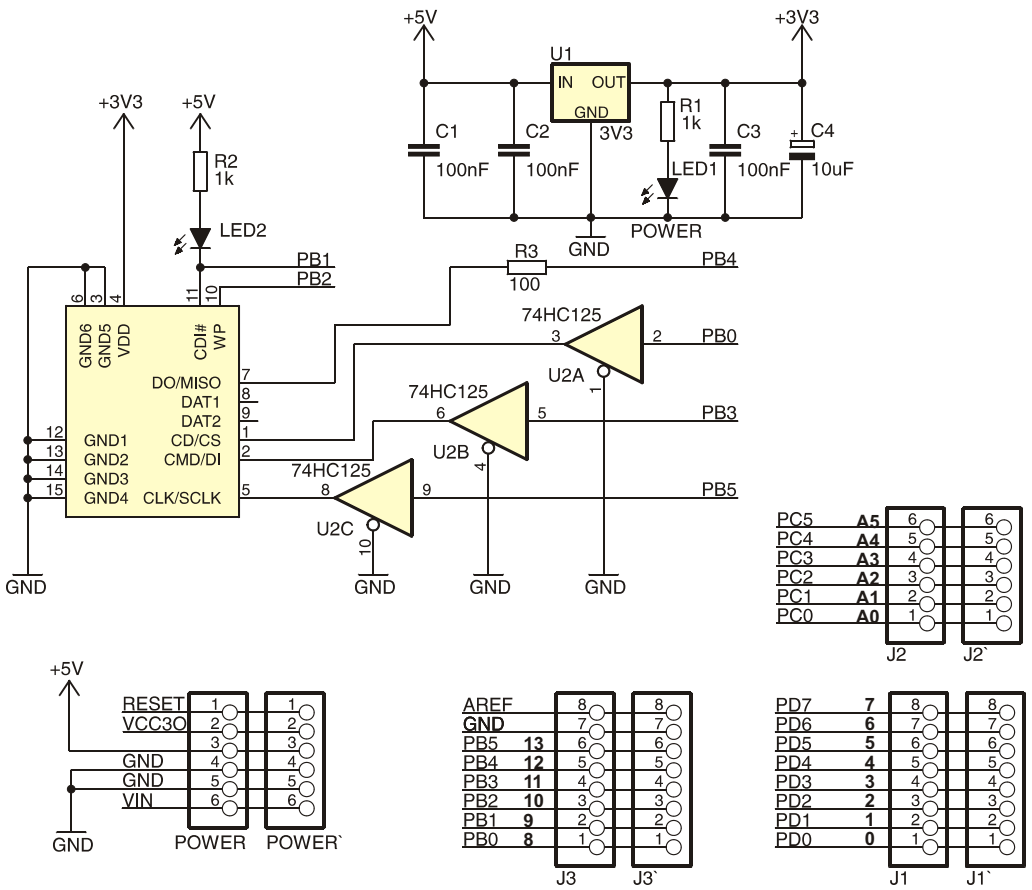 +5V
+3V3
U1
IN OUT
GND
3V3
C1
100nF
C2
100nF
R1
1k
LED1
POWER
C3
100nF
+
C4
10uF
GND
+3V3
+5V
R2
1k
LED2
PB1
PB2
6
3
4
11
10
GND6
GND5
VDD
CDI#
WP
DO/MISO
7
DAT1
8
DAT2
9
12
GND1
CD/CS
1
13
GND2
CMD/DI
2
14
GND3
15
GND4
CLK/SCLK
5
GND
R3
100
PB4
74HC125
3
2
PB0
U2A
1
74HC125
6
5
PB3
U2B
4
74HC125
8
9
PB5
U2C
10
GND
GND
GND
PC5 A5 6 6
PC4 A4 5 5
PC3 A3 4 4
PC2 A2 3 3
PC1 A1 2 2
PC0 A0 1 1
J2 J2`
+5V
RESET 1 1
VCC3O 2 2
3 3
GND 4 4
GND 5 5
VIN 6 6
GND
POWER POWER`
AREF 8 8
GND 7 7
PB5 13 6 6
PB4 12 5 5
PB3 11 4 4
PB2 10 3 3
PB1 9 2 2
PB0 8 1 1
J3 J3`
PD7 7 8 8
PD6 6 7 7
PD5 5 6 6
PD4 4 5 5
PD3 3 4 4
PD2 2 3 3
PD1 1 2 2
PD0 0 1 1
J1 J1`